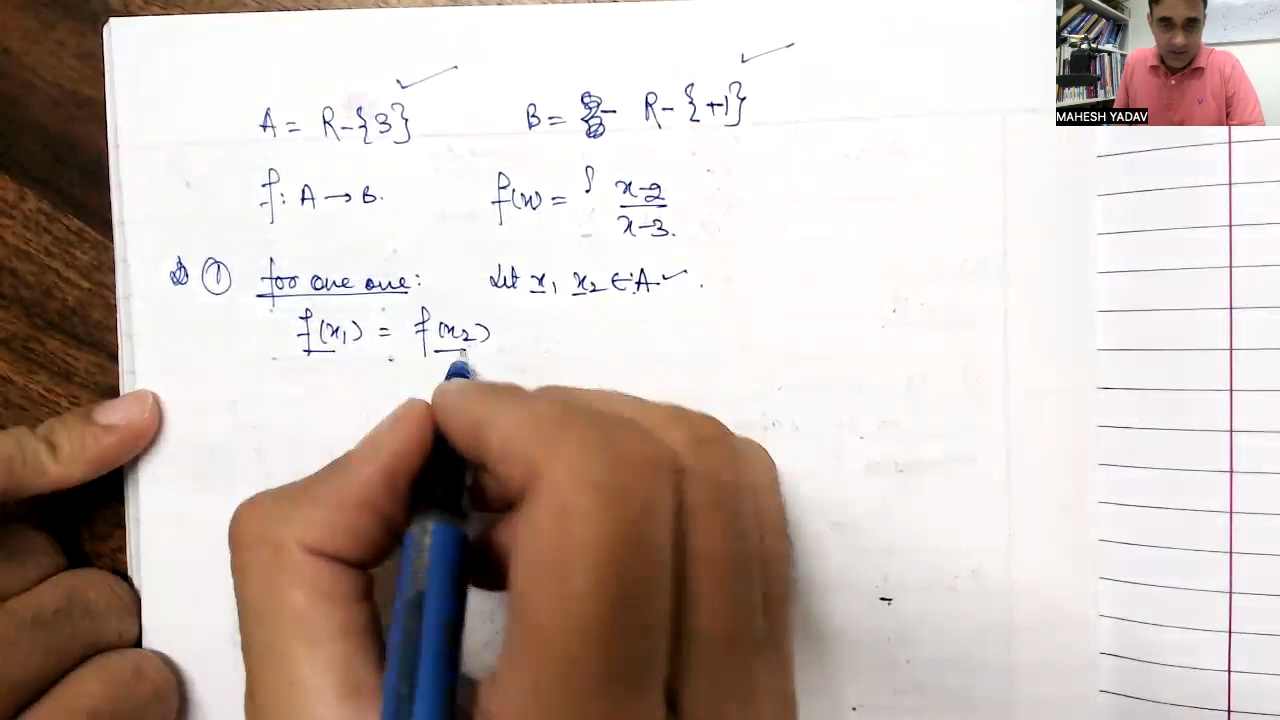 A = R-{3} B = R-{+1}
f: A → B. f(x) = x-2/x-3.
① for one one: Let x₁, x₂ ∈ A ✓.
f(x₁) = f(x₂)
MAHESH YADAV